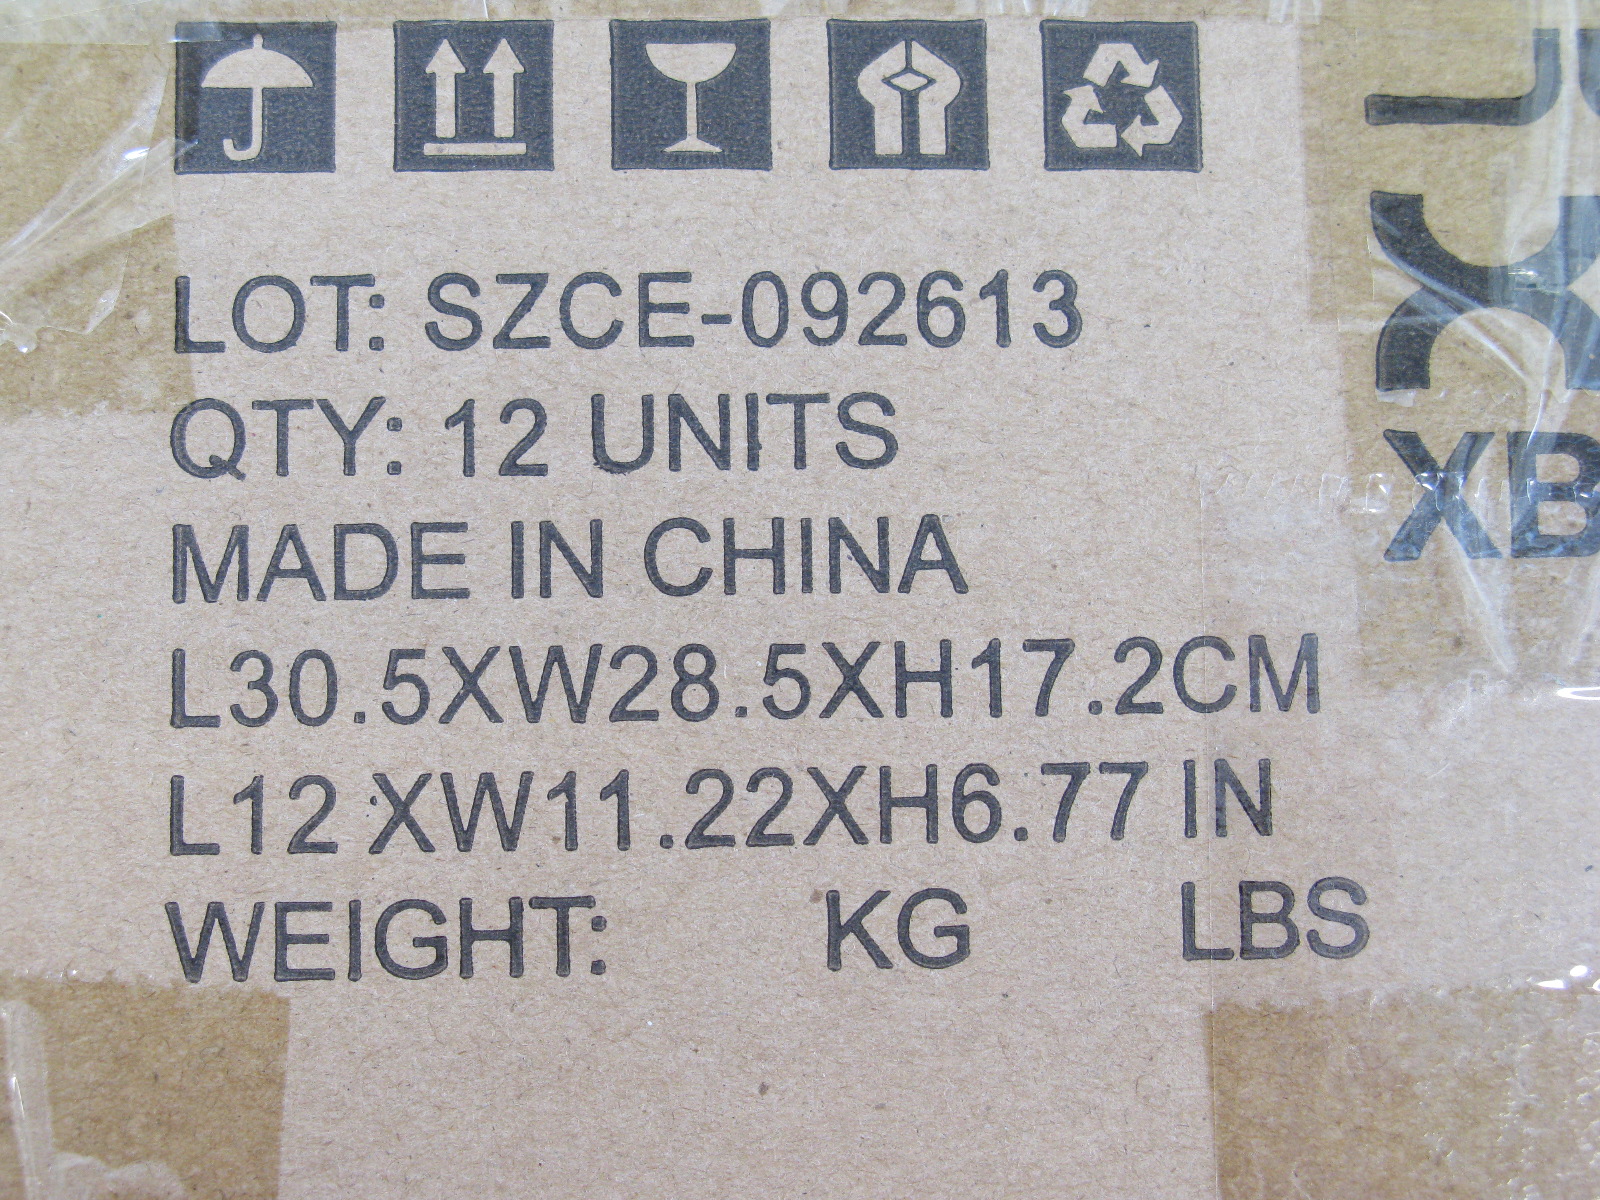 LOT: SZCE-092613
QTY: 12 UNITS
MADE IN CHINA
L30.5XW28.5XH17.2CM
L12 XW11.22XH6.77 IN
WEIGHT: KG LBS
XB